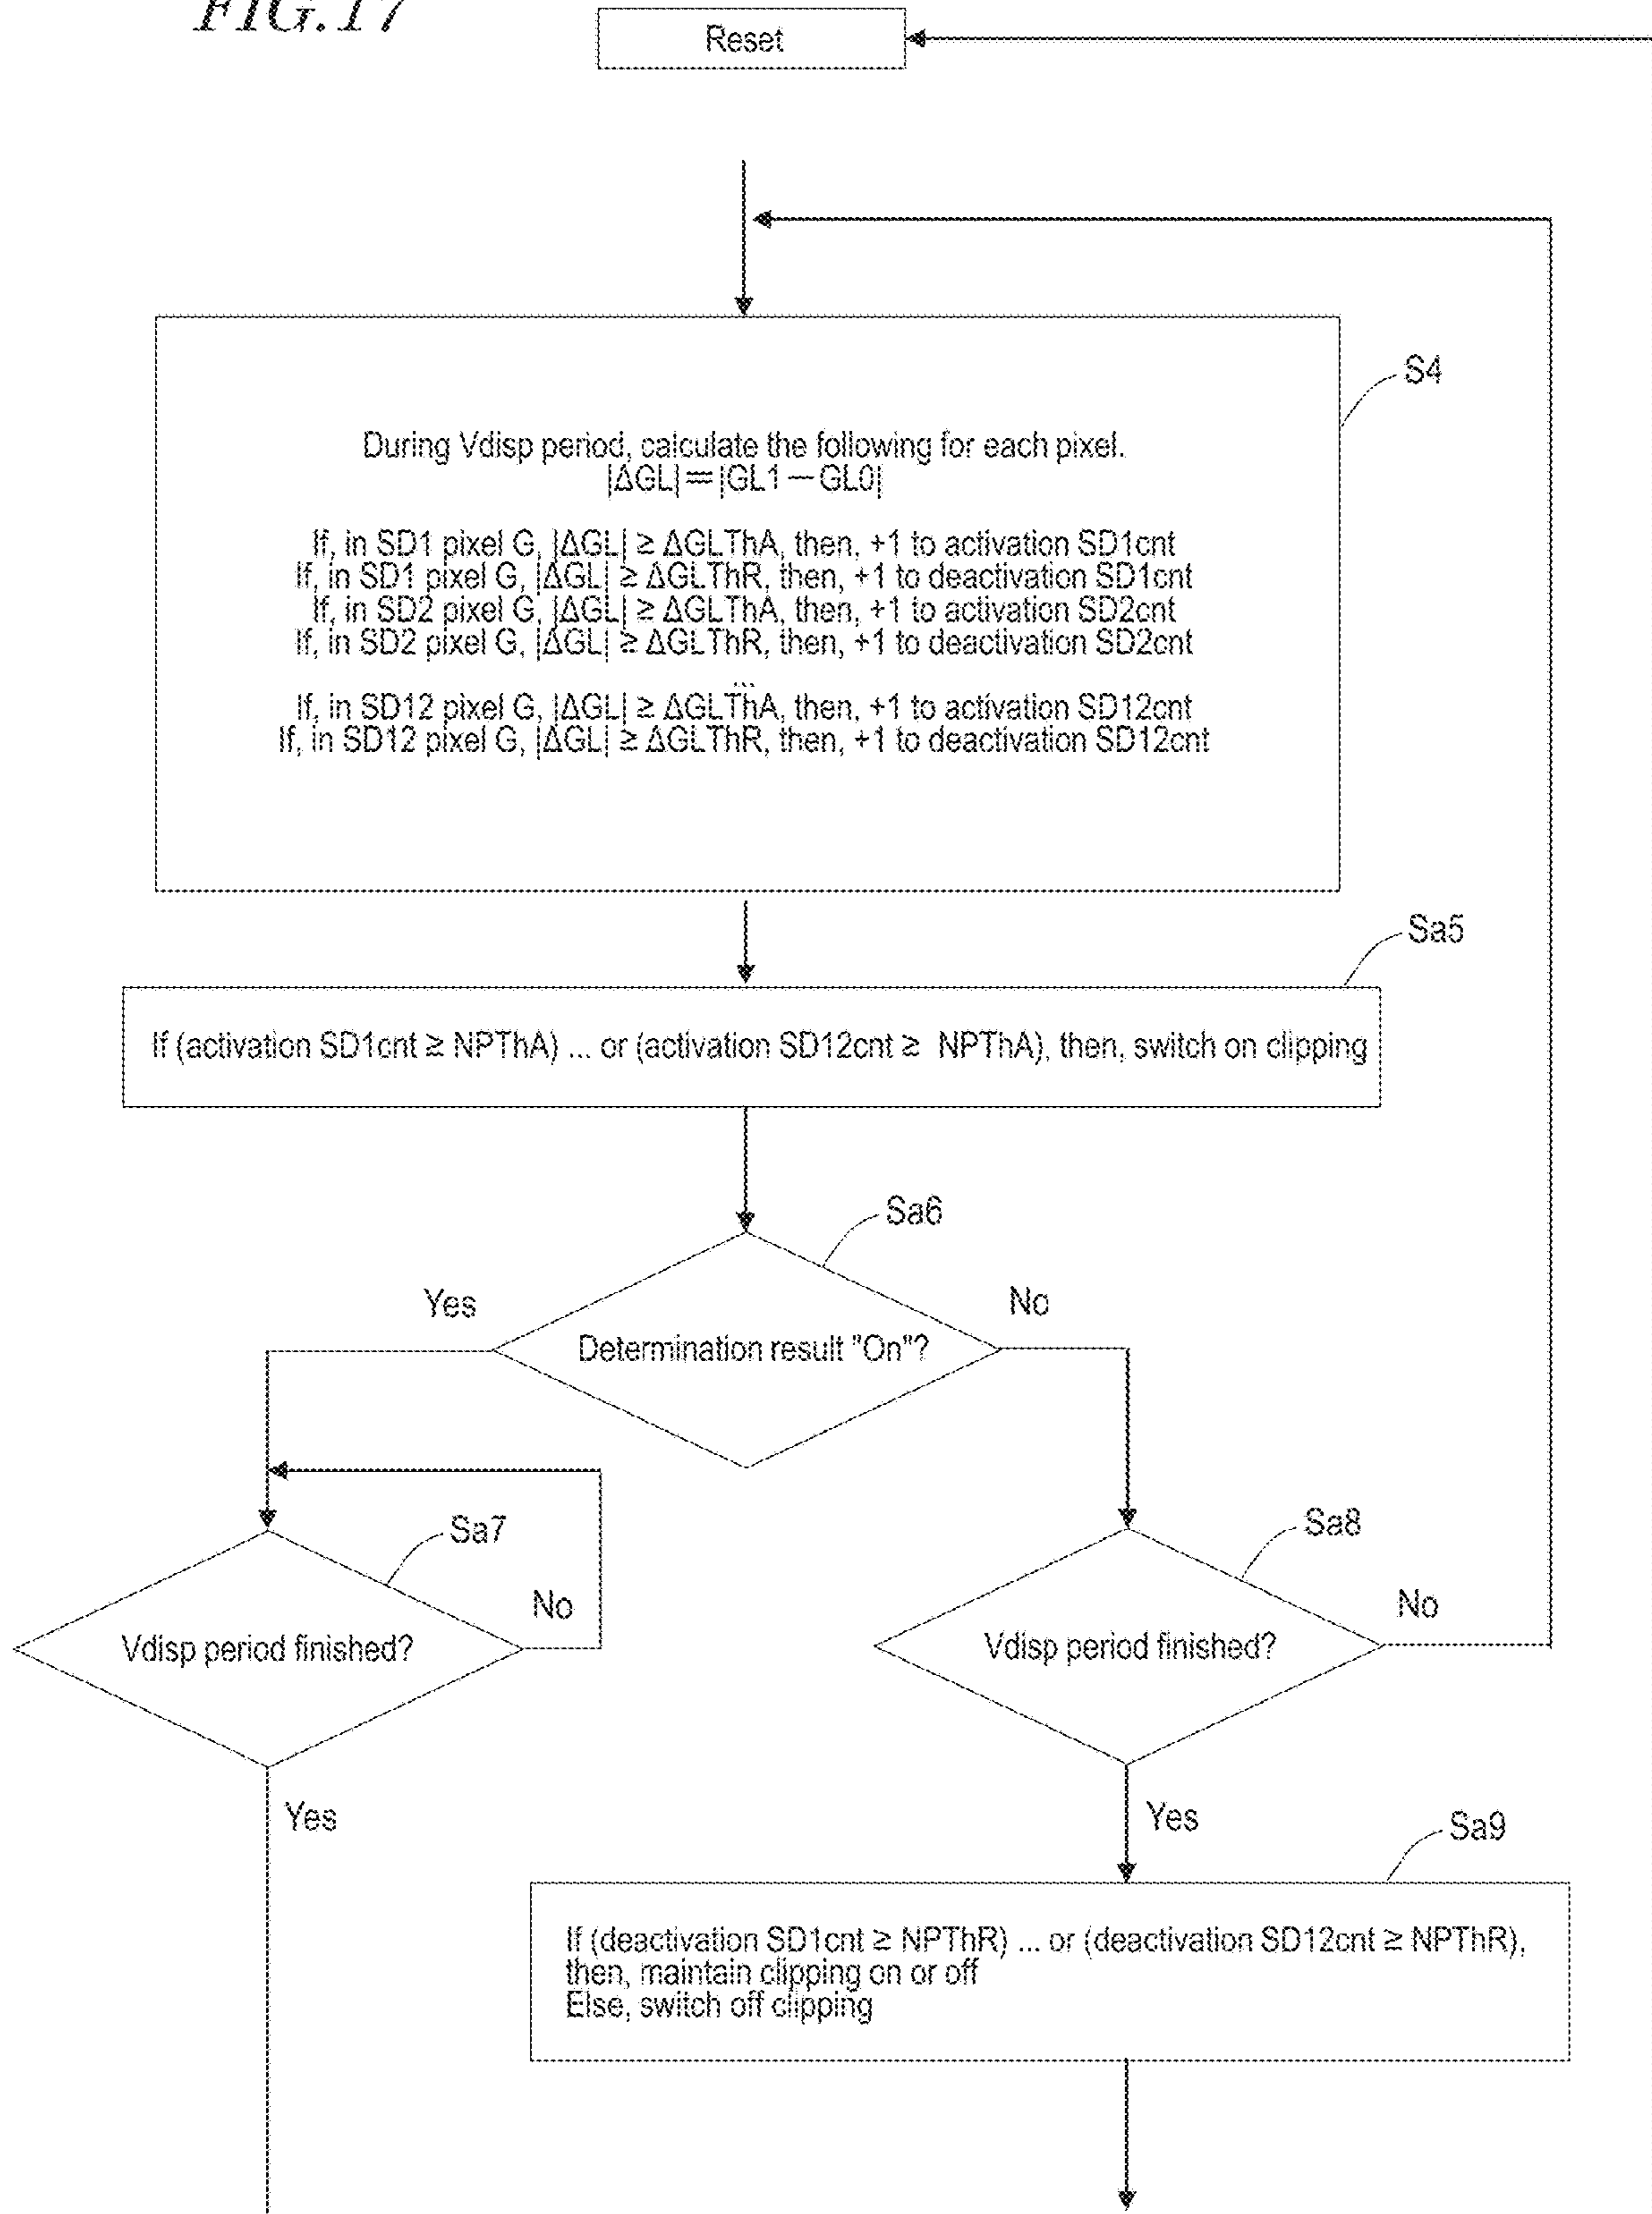 FIG.17
Reset
S4
During Vdisp period, calculate the following for each pixel.
|ΔGL|=|GL1-GL0|
If, in SD1 pixel G, |ΔGL| ≥ ΔGLThA, then, +1 to activation SD1cnt
If, in SD1 pixel G, |ΔGL| ≥ ΔGLThR, then, +1 to deactivation SD1cnt
If, in SD2 pixel G, |ΔGL| ≥ ΔGLThA, then, +1 to activation SD2cnt
If, in SD2 pixel G, |ΔGL| ≥ ΔGLThR, then, +1 to deactivation SD2cnt
...
If, in SD12 pixel G, |ΔGL| ≥ ΔGLThA, then, +1 to activation SD12cnt
If, in SD12 pixel G, |ΔGL| ≥ ΔGLThR, then, +1 to deactivation SD12cnt
Sa5
If (activation SD1cnt ≥ NPThA) ... or (activation SD12cnt ≥ NPThA), then, switch on clipping
Sa6
Yes
No
Determination result "On"?
Sa7
Sa8
No
No
Vdisp period finished?
Vdisp period finished?
Yes
Yes
Sa9
If (deactivation SD1cnt ≥ NPThR) ... or (deactivation SD12cnt ≥ NPThR),
then, maintain clipping on or off
Else, switch off clipping